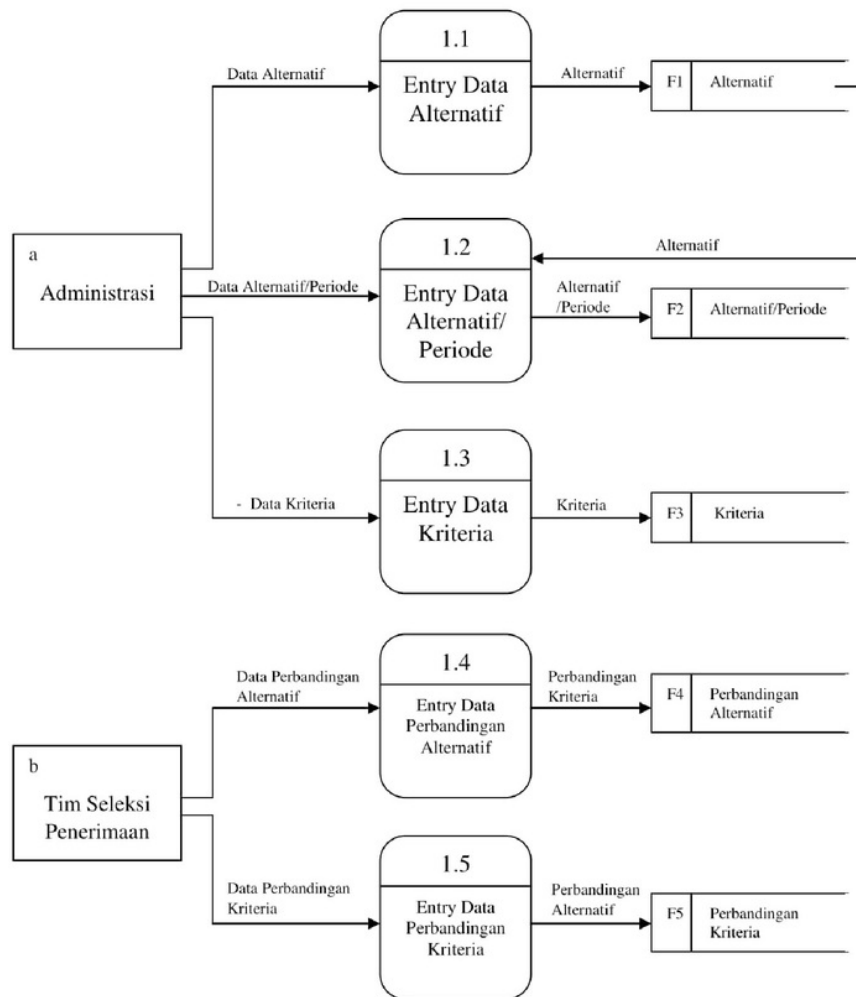 1.1
Data Alternatif
Entry Data
Alternatif
Alternatif
F1
Alternatif
a
Administrasi
1.2
Data Alternatif/Periode
Entry Data
Alternatif/
Periode
Alternatif
Alternatif
/Periode
F2
Alternatif/Periode
1.3
- Data Kriteria
Entry Data
Kriteria
Kriteria
F3
Kriteria
1.4
Data Perbandingan
Alternatif
Entry Data
Perbandingan
Alternatif
Perbandingan
Kriteria
F4
Perbandingan
Alternatif
b
Tim Seleksi
Penerimaan
1.5
Data Perbandingan
Kriteria
Entry Data
Perbandingan
Kriteria
Perbandingan
Alternatif
F5
Perbandingan
Kriteria